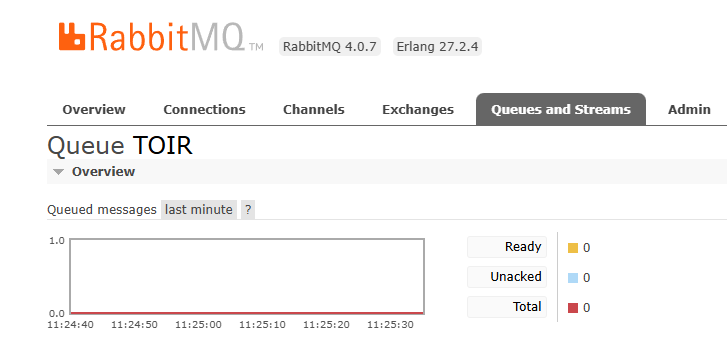 RabbitMQ TM RabbitMQ 4.0.7 Erlang 27.2.4
Overview Connections Channels Exchanges Queues and Streams Admin
Queue TOIR
Overview
Queued messages last minute ?
1.0
0.0
11:24:40 11:24:50 11:25:00 11:25:10 11:25:20 11:25:30
Ready 0
Unacked 0
Total 0